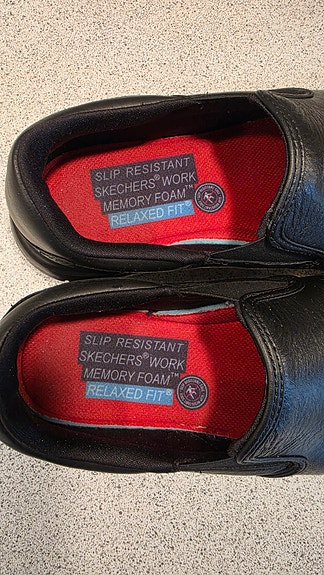 SLIP RESISTANT
SKECHERS® WORK
MEMORY FOAM™
RELAXED FIT®
SLIP RESISTANT
SKECHERS® WORK
MEMORY FOAM™
RELAXED FIT®